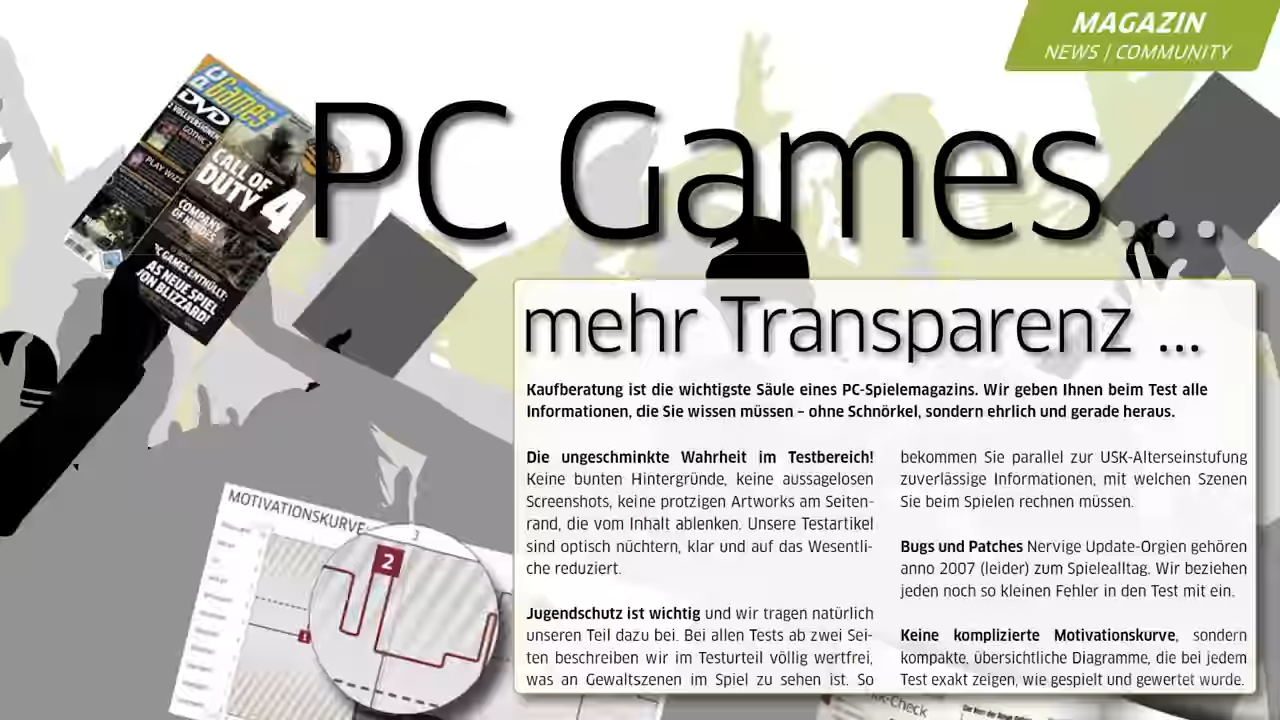 MAGAZIN
NEWS | COMMUNITY
PC Games
DVD
2 VOLLVERSIONEN
GOTHIC 2
PLAY WIZE
CALL OF
DUTY 4
COMPANY
OF HEROES
GAMES ENTHÜLLT:
AS NEUE SPIEL
VON BLIZZARD!
PC Games...
mehr Transparenz ...
Kaufberatung ist die wichtigste Säule eines PC-Spielemagazins. Wir geben Ihnen beim Test alle
Informationen, die Sie wissen müssen – ohne Schnörkel, sondern ehrlich und gerade heraus.
Die ungeschminkte Wahrheit im Testbereich!
Keine bunten Hintergründe, keine aussagelosen
Screenshots, keine protzigen Artworks am Seiten-
rand, die vom Inhalt ablenken. Unsere Testartikel
sind optisch nüchtern, klar und auf das Wesentli-
che reduziert.
Jugendschutz ist wichtig und wir tragen natürlich
unseren Teil dazu bei. Bei allen Tests ab zwei Sei-
ten beschreiben wir im Testurteil völlig wertfrei,
was an Gewaltszenen im Spiel zu sehen ist. So
bekommen Sie parallel zur USK-Alterseinstufung
zuverlässige Informationen, mit welchen Szenen
Sie beim Spielen rechnen müssen.
Bugs und Patches Nervige Update-Orgien gehören
anno 2007 (leider) zum Spielealltag. Wir beziehen
jeden noch so kleinen Fehler in den Test mit ein.
Keine komplizierte Motivationskurve, sondern
kompakte, übersichtliche Diagramme, die bei jedem
Test exakt zeigen, wie gespielt und gewertet wurde.
MOTIVATIONSKURVE
3
2
1
-Check